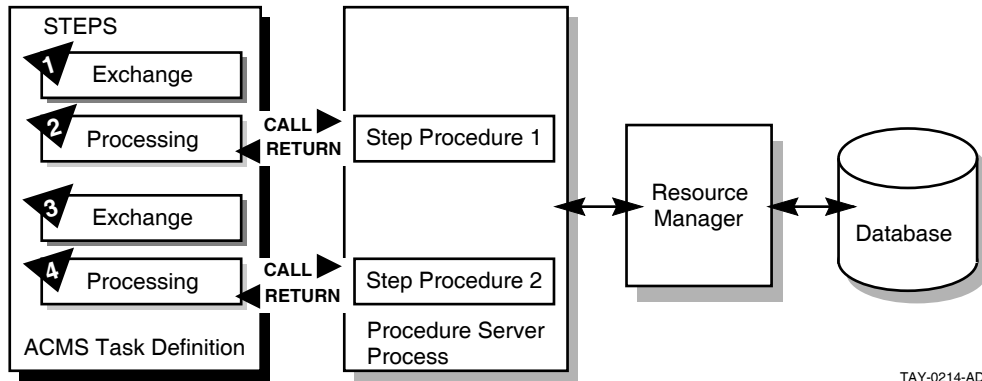 STEPS
1
Exchange
2
Processing
3
Exchange
4
Processing
ACMS Task Definition
CALL
RETURN
CALL
RETURN
Step Procedure 1
Step Procedure 2
Procedure Server
Process
Resource
Manager
Database
TAY-0214-AD